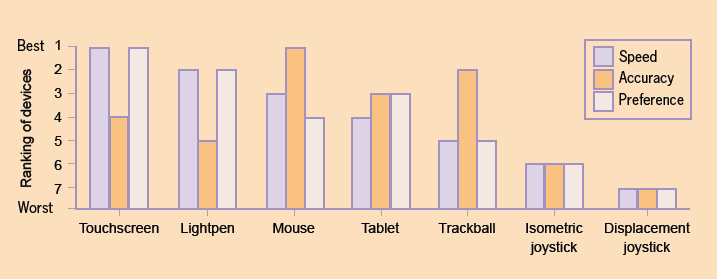 Best 1
2
3
4
5
6
7
Worst
Ranking of devices
Speed
Accuracy
Preference
Touchscreen
Lightpen
Mouse
Tablet
Trackball
Isometric
joystick
Displacement
joystick